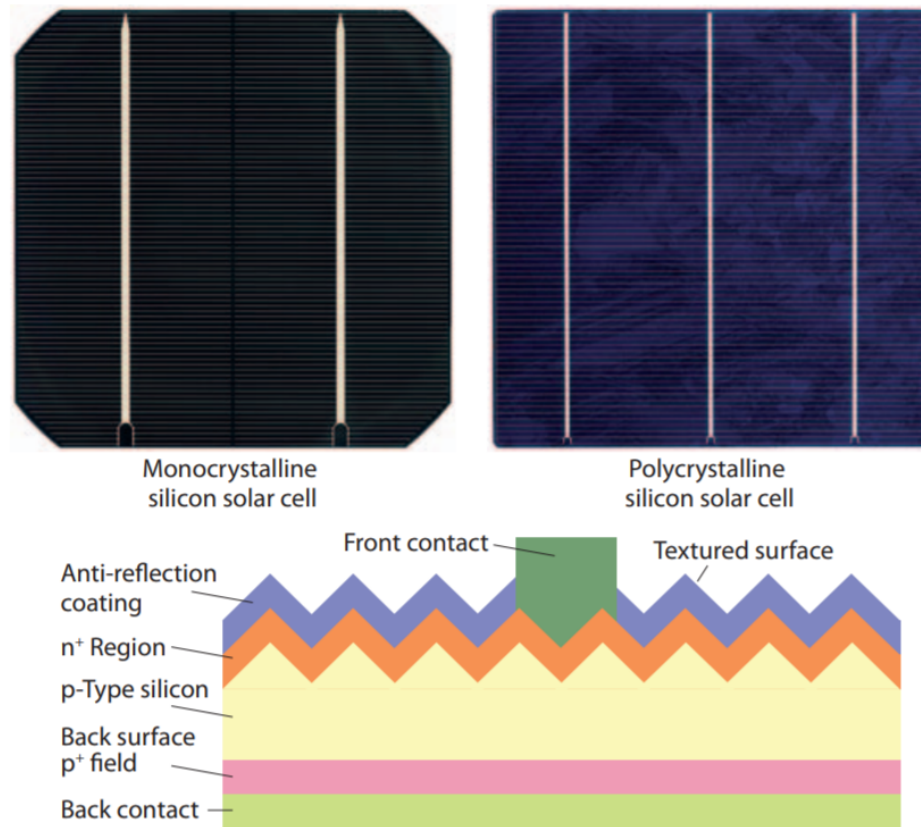 Monocrystalline
silicon solar cell
Polycrystalline
silicon solar cell
Front contact
Textured surface
Anti-reflection
coating
n⁺ Region
p-Type silicon
Back surface
p⁺ field
Back contact